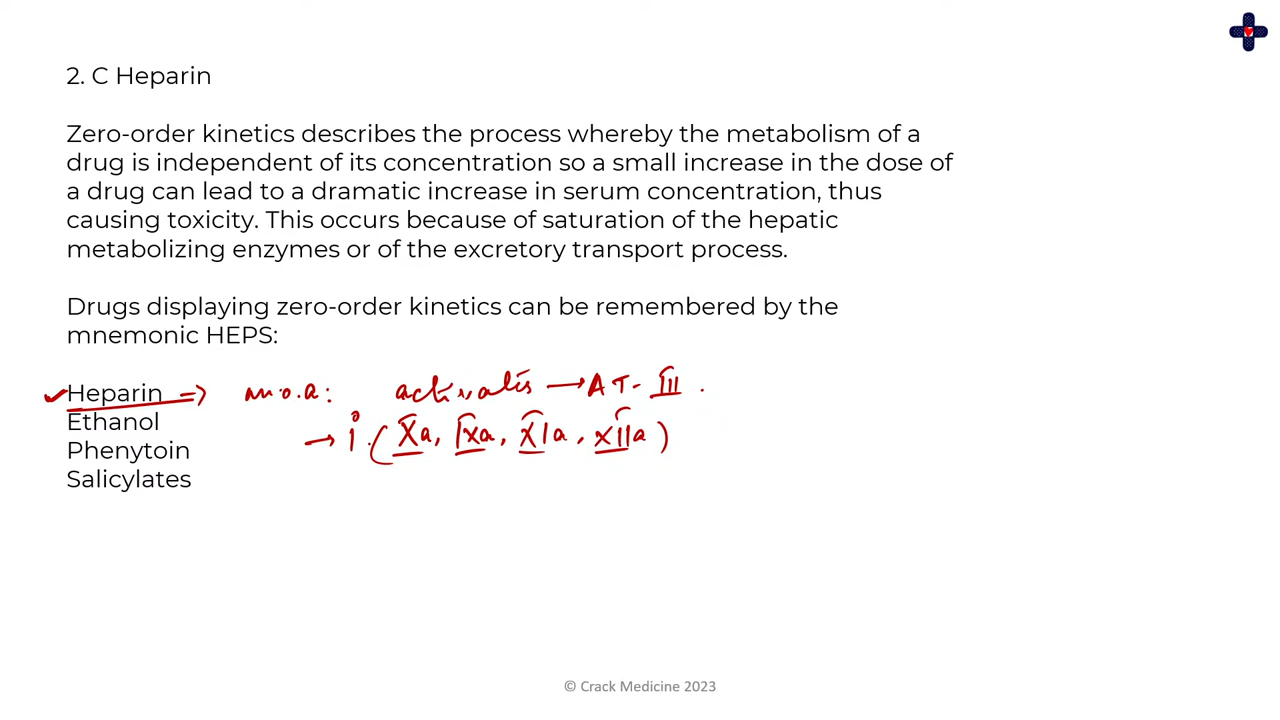 2. C Heparin
Zero-order kinetics describes the process whereby the metabolism of a
drug is independent of its concentration so a small increase in the dose of
a drug can lead to a dramatic increase in serum concentration, thus
causing toxicity. This occurs because of saturation of the hepatic
metabolizing enzymes or of the excretory transport process.
Drugs displaying zero-order kinetics can be remembered by the
mnemonic HEPS:
Heparin => m.o.a: activates → AT-III.
Ethanol
→ i. (Xa, IXa, XIa, XIIa)
Phenytoin
Salicylates
© Crack Medicine 2023